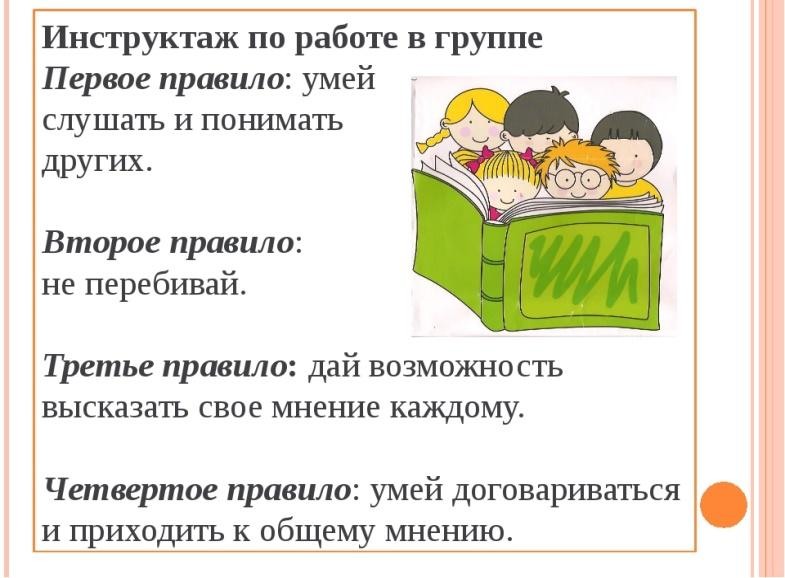 Инструктаж по работе в группе
Первое правило: умей
слушать и понимать
других.
Второе правило:
не перебивай.
Третье правило: дай возможность
высказать свое мнение каждому.
Четвертое правило: умей договариваться
и приходить к общему мнению.